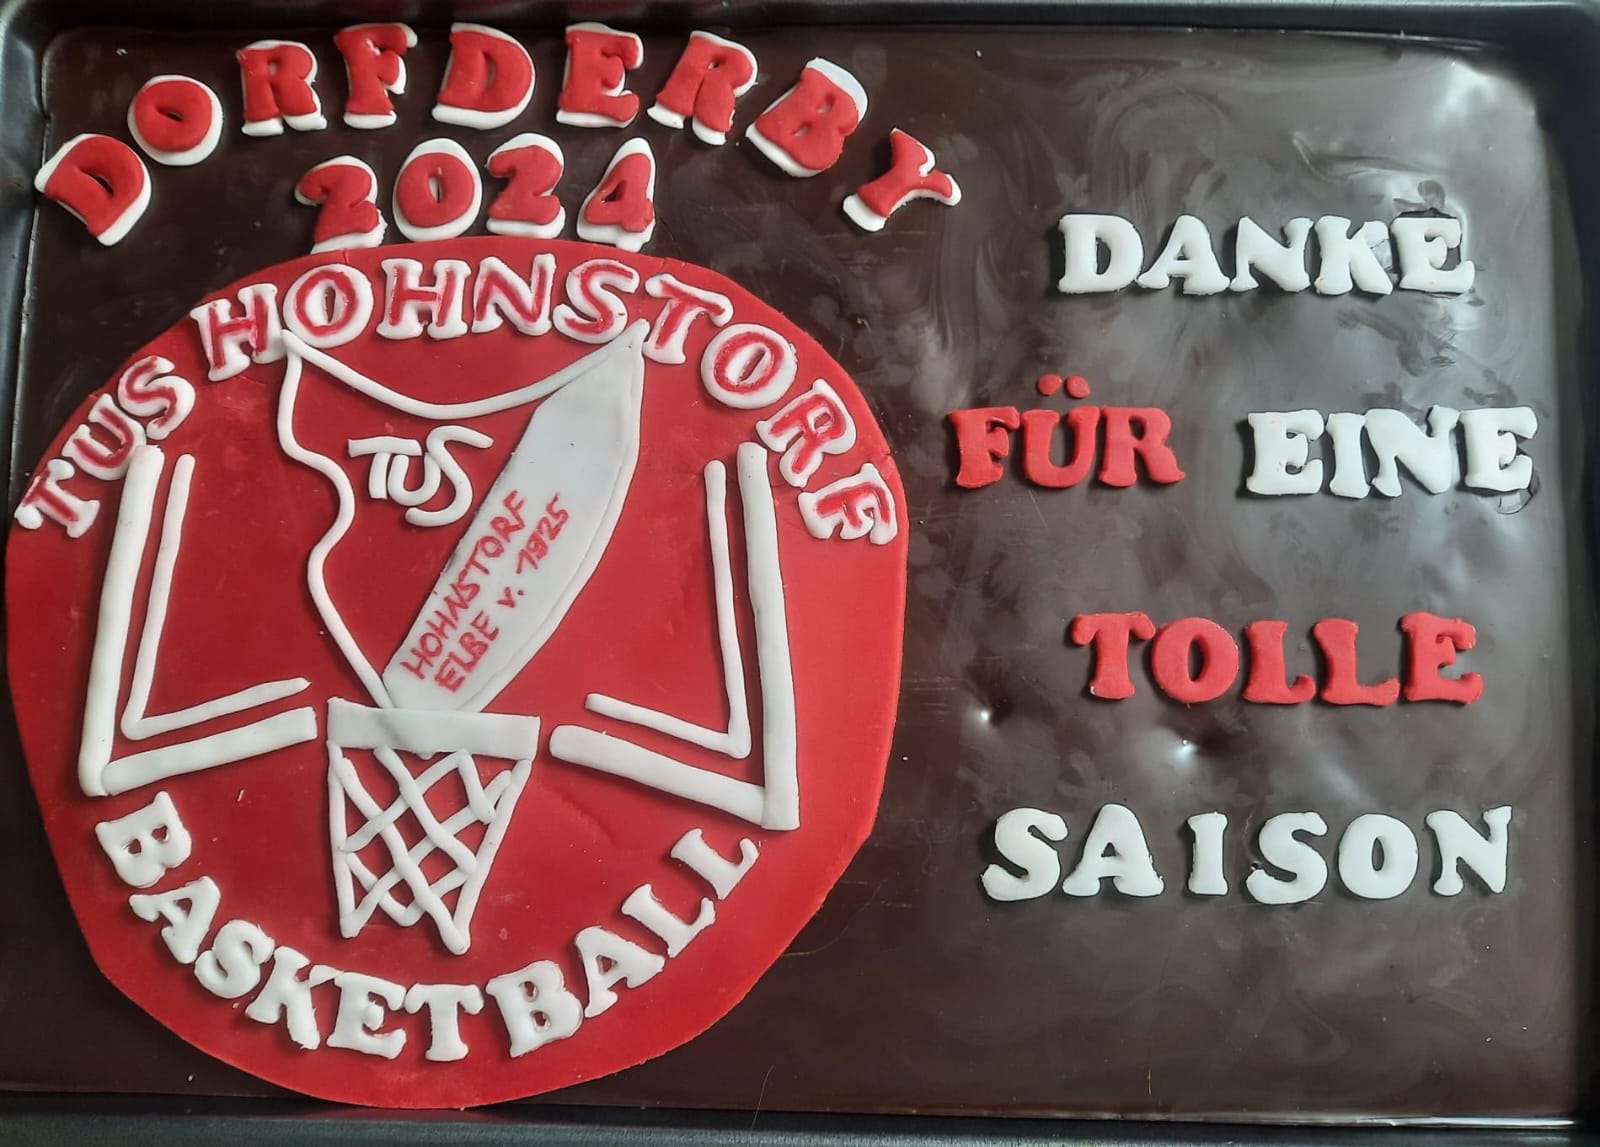 DORFDERBY
2024
TUS HOHNSTORF
TUS
HOHNSTORF
ELBE v. 1925
BASKETBALL
DANKE
FÜR EINE
TOLLE
SAISON